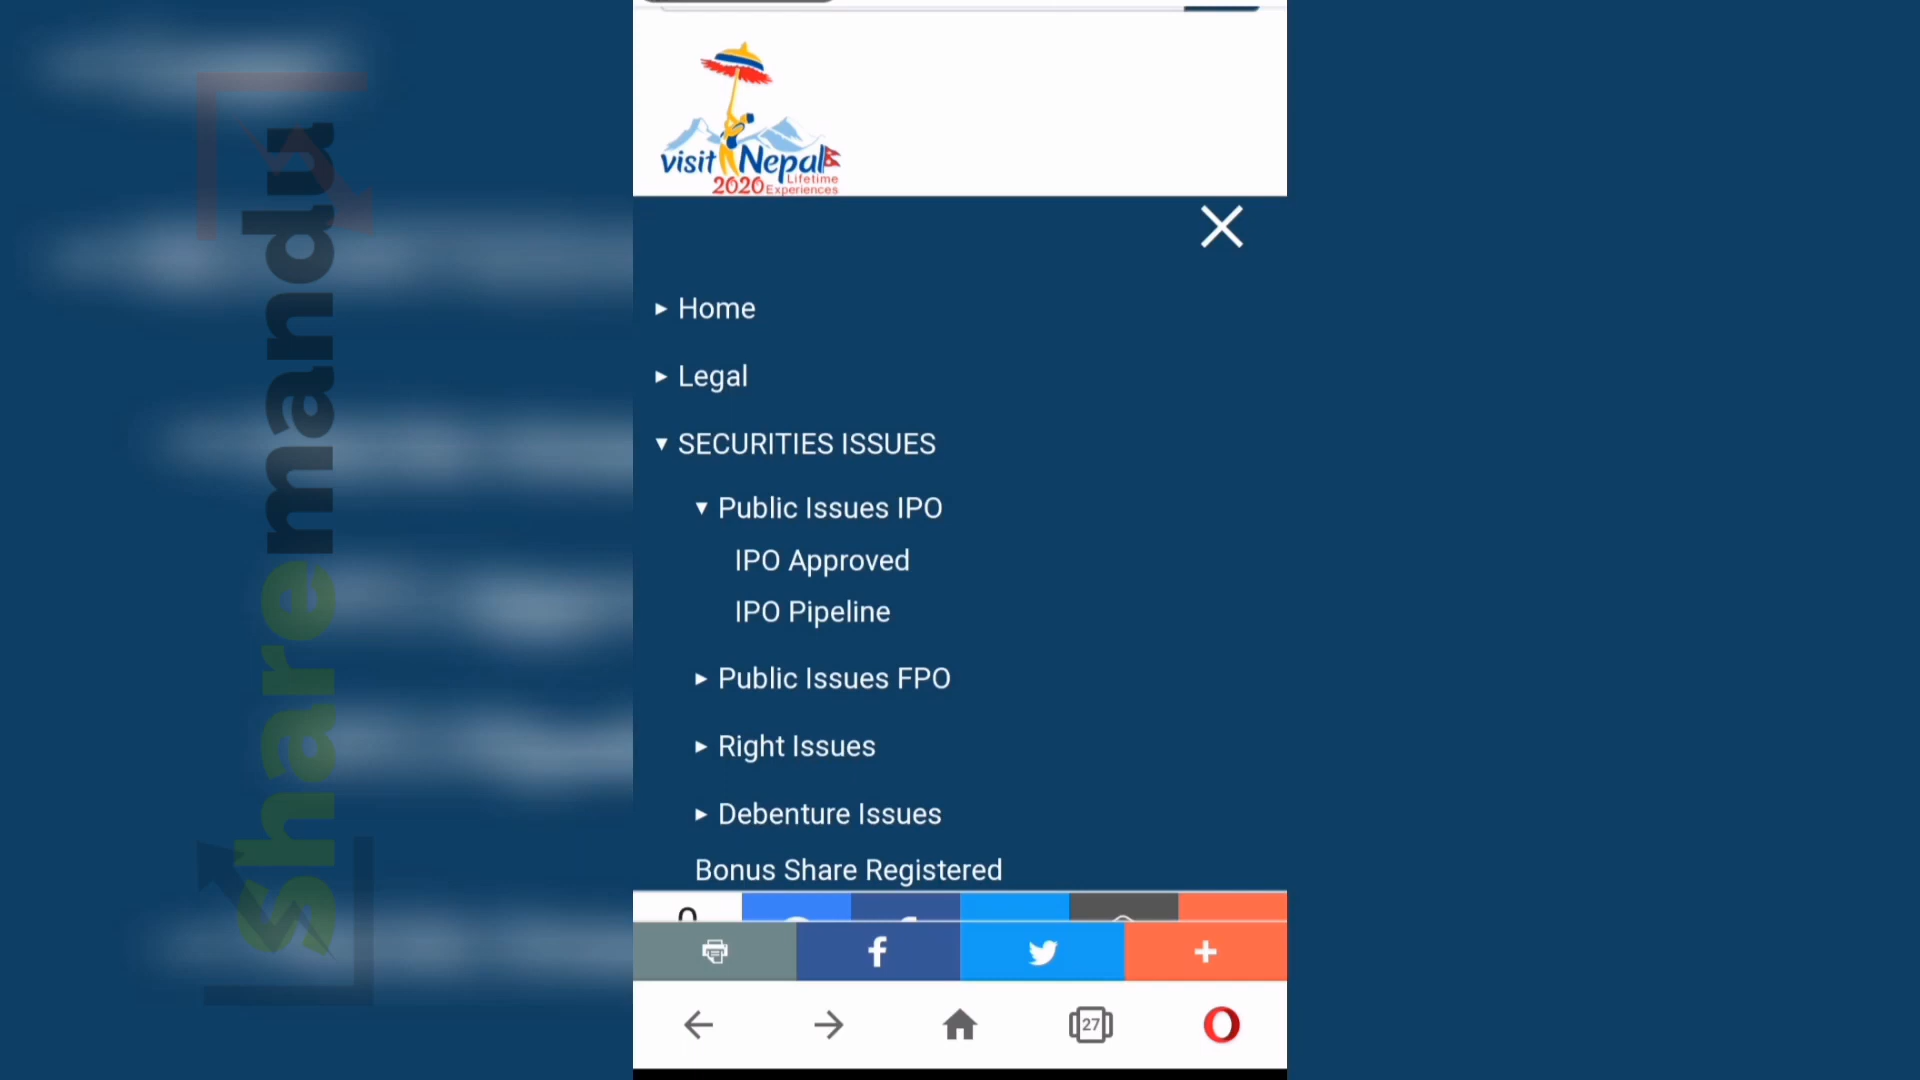 Sharemandu
visit Nepal
2020 Lifetime
Experiences
Home
Legal
SECURITIES ISSUES
Public Issues IPO
IPO Approved
IPO Pipeline
Public Issues FPO
Right Issues
Debenture Issues
Bonus Share Registered
27